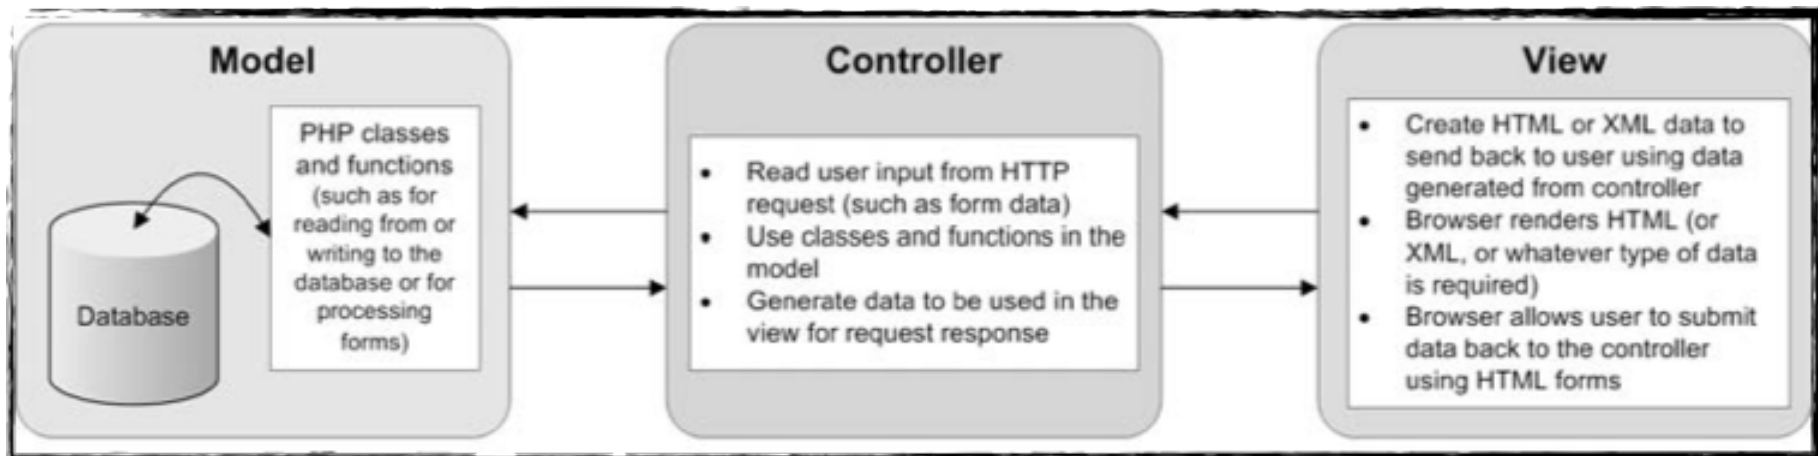 Model
PHP classes
and functions
(such as for
reading from or
writing to the
database or for
processing
forms)
Database
Controller
• Read user input from HTTP
request (such as form data)
• Use classes and functions in the
model
• Generate data to be used in the
view for request response
View
• Create HTML or XML data to
send back to user using data
generated from controller
• Browser renders HTML (or
XML, or whatever type of data
is required)
• Browser allows user to submit
data back to the controller
using HTML forms